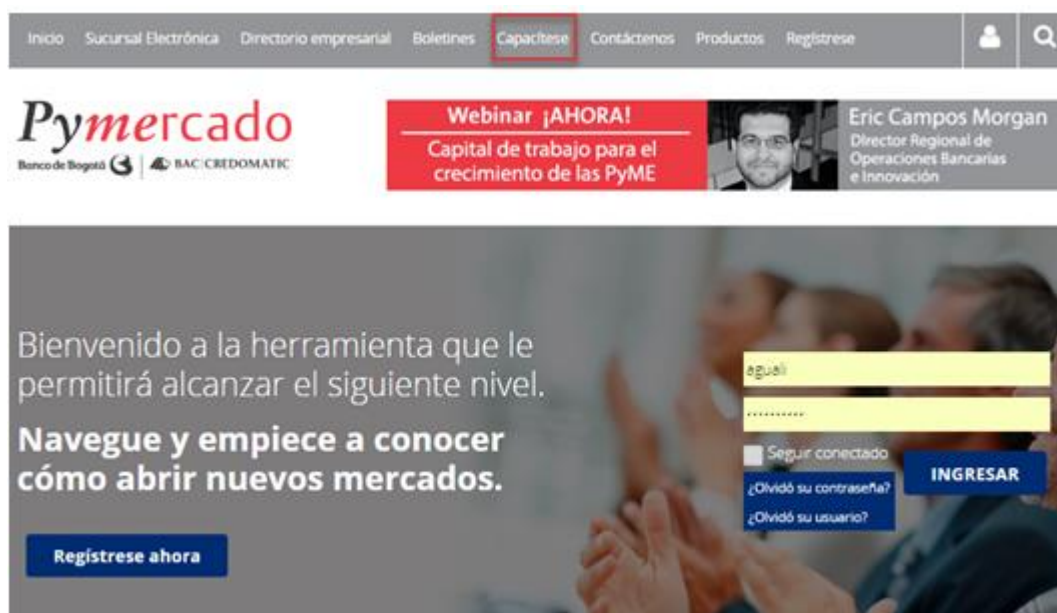 Inicio Sucursal Electrónica Directorio empresarial Boletines Capacítese Contáctenos Productos Regístrese
Pymercado
Banco de Bogotá BAC CREDOMATIC
Webinar ¡AHORA!
Capital de trabajo para el
crecimiento de las PyME
Eric Campos Morgan
Director Regional de
Operaciones Bancarias
e Innovación
Bienvenido a la herramienta que le
permitirá alcanzar el siguiente nivel.
Navegue y empiece a conocer
cómo abrir nuevos mercados.
Regístrese ahora
aguali
..........
Seguir conectado
¿Olvidó su contraseña?
¿Olvidó su usuario?
INGRESAR